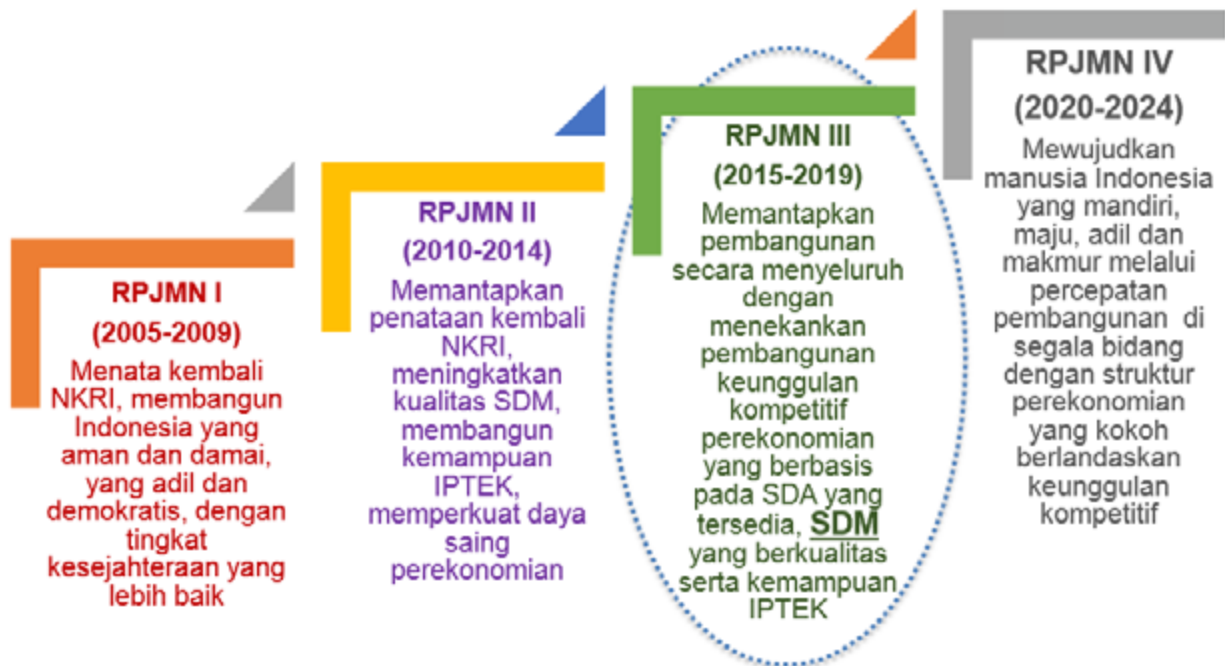 RPJMN I
(2005-2009)
Menata kembali
NKRI, membangun
Indonesia yang
aman dan damai,
yang adil dan
demokratis, dengan
tingkat
kesejahteraan yang
lebih baik
RPJMN II
(2010-2014)
Memantapkan
penataan kembali
NKRI,
meningkatkan
kualitas SDM,
membangun
kemampuan
IPTEK,
memperkuat daya
saing
perekonomian
RPJMN III
(2015-2019)
Memantapkan
pembangunan
secara menyeluruh
dengan
menekankan
pembangunan
keunggulan
kompetitif
perekonomian
yang berbasis
pada SDA yang
tersedia, SDM
yang berkualitas
serta kemampuan
IPTEK
RPJMN IV
(2020-2024)
Mewujudkan
manusia Indonesia
yang mandiri,
maju, adil dan
makmur melalui
percepatan
pembangunan di
segala bidang
dengan struktur
perekonomian
yang kokoh
berlandaskan
keunggulan
kompetitif